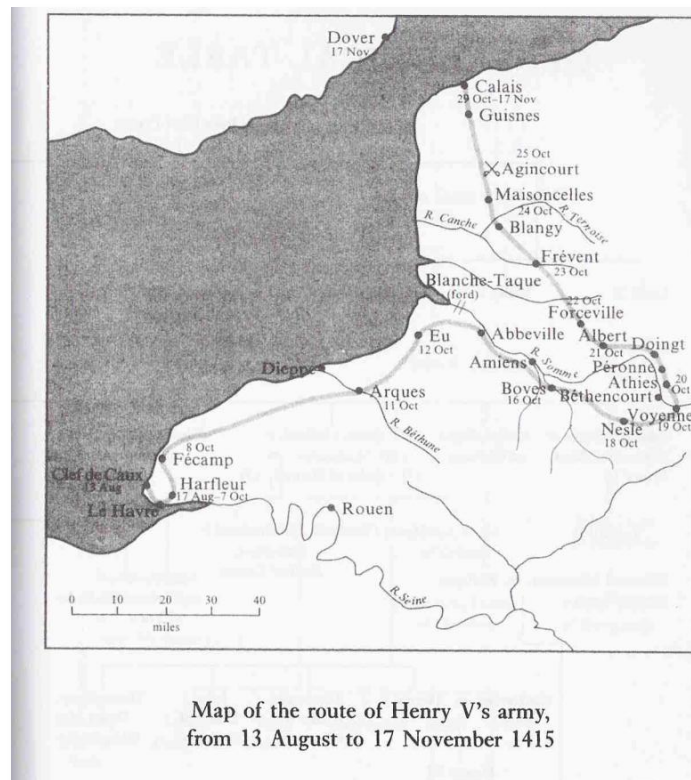 Dover
17 Nov
Calais
29 Oct–17 Nov
Guisnes
25 Oct
Agincourt
Maisoncelles
24 Oct
R. Ternoise
R. Canche
Blangy
Frévent
23 Oct
Blanche-Taque
(ford)
22 Oct
Forceville
Eu
12 Oct
Abbeville
Albert
21 Oct
Doingt
Amiens
R. Somme
Péronne
Athies
20
Oct
Dieppe
Boves
16 Oct
Béthencourt
Arques
11 Oct
Voyenne
19 Oct
Nesle
18 Oct
R. Béthune
8 Oct
Fécamp
Clef de Caux
13 Aug
Harfleur
17 Aug–7 Oct
Le Havre
Rouen
R. Seine
0 10 20 30 40
miles
Map of the route of Henry V's army,
from 13 August to 17 November 1415